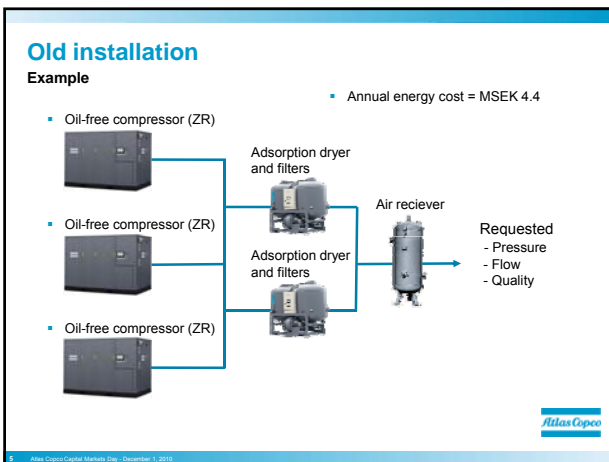 Old installation
Example
▪ Annual energy cost = MSEK 4.4
▪ Oil-free compressor (ZR)
Adsorption dryer
and filters
Air reciever
▪ Oil-free compressor (ZR)
Requested
- Pressure
- Flow
- Quality
Adsorption dryer
and filters
▪ Oil-free compressor (ZR)
Atlas Copco
5 Atlas Copco Capital Markets Day - December 1, 2010